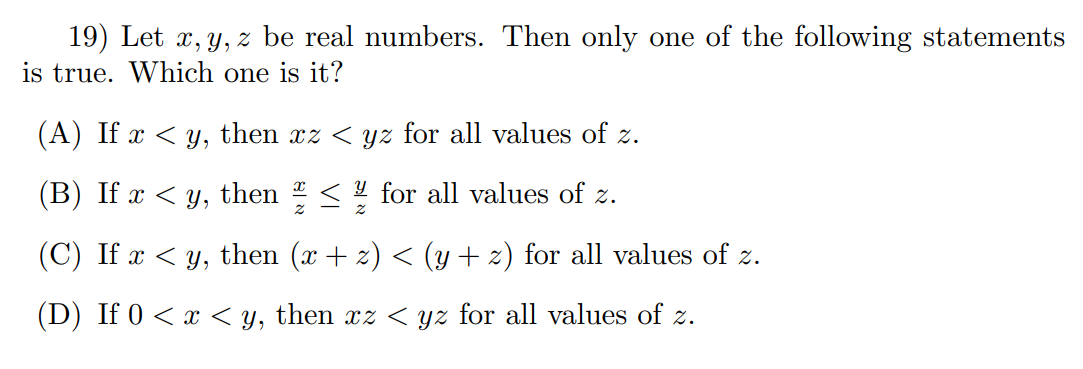 19) Let x, y, z be real numbers. Then only one of the following statements
is true. Which one is it?
(A) If x < y, then xz < yz for all values of z.
(B) If x < y, then x/z ≤ y/z for all values of z.
(C) If x < y, then (x + z) < (y + z) for all values of z.
(D) If 0 < x < y, then xz < yz for all values of z.